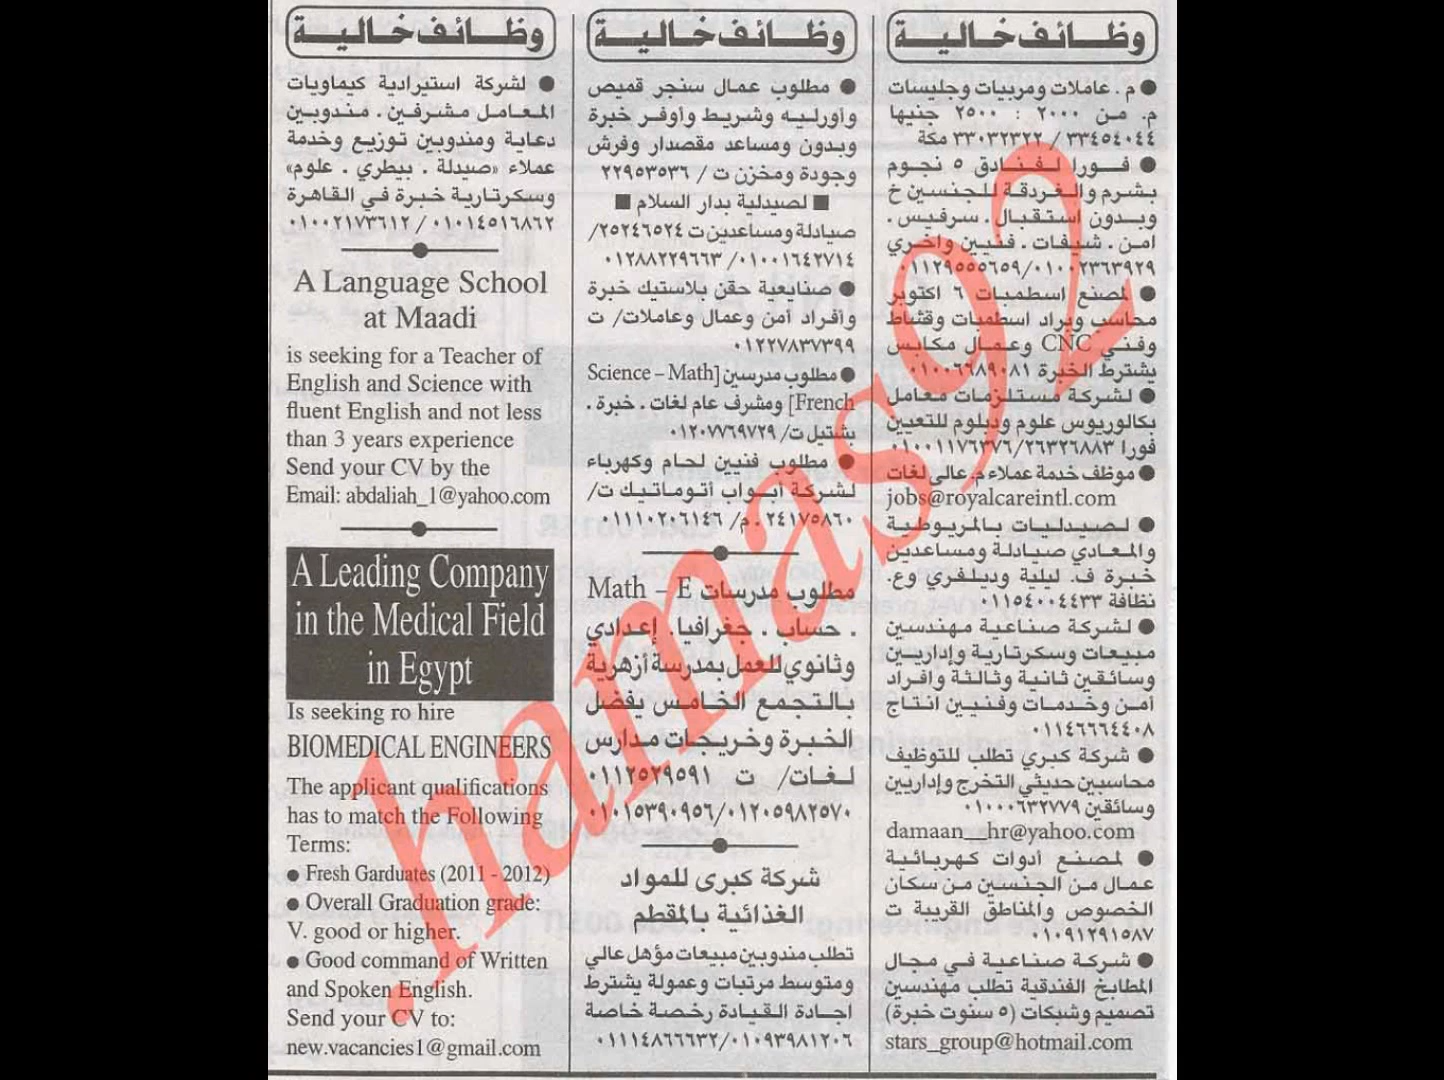 وظائف خالية
● م. عاملات ومربيات وجليسات
م. من ٢٠٠٠ : ٢٥٠٠ جنيها
٣٣٤٥٤٠٤٤ / ٣٣٠٣٢٣٢٢ مكة
● فورا لفنادق ٥ نجوم
بشرم والغردقة للجنسين خ
وبدون استقبال. سرفيس.
امن. شيفات. فنيين واخري
٠١١٢٩٥٥٥٦٥٩/٠١٠٠٢٣٦٣٩٢٩
● لمصنع اسطمبات ٦ اكتوبر
محاسب وبراد اسطمبات وقشاط
وفني CNC وعمال مكابس
يشترط الخبرة ٠١٠٠٦٦٨٩٠٨١
● لشركة مستلزمات معامل
بكالوريوس علوم ودبلوم للتعيين
فورا ٠١٠٠١١٧٦٣٧٦/٢٦٣٢٦٨٨٣
● موظف خدمة عملاء م.عالى لغات
jobs@royalcareintl.com
● لصيدليات بالمريوطية
والمعادي صيادلة ومساعدين
خبرة ف. ليلية وديلفري وع.
نظافة ٠١١٥٤٠٠٤٤٣٣
● لشركة صناعية مهندسين
مبيعات وسكرتارية وإداريين
وسائقين ثانية وثالثة وافراد
امن وخدمات وفنيين انتاج
٠١١٤٦٦٦٤٤٠٨
● شركة كبري تطلب للتوظيف
محاسبين حديثي التخرج وإداريين
وسائقين ٠١٠٠٠٦٣٢٧٧٩
damaan__hr@yahoo.com
● لمصنع أدوات كهربائية
عمال من الجنسين من سكان
الخصوص والمناطق القريبة ت
٠١٠٩١٢٩١٥٨٧
● شركة صناعية في مجال
المطابخ الفندقية تطلب مهندسين
تصميم وشبكات (٥ سنوت خبرة)
stars_group@hotmail.com
وظائف خالية
● مطلوب عمال سنجر قميص
وأورليه وشريط وأوفر خبرة
وبدون ومساعد مقصدار وفرش
وجودة ومخزن ت / ٢٢٩٥٣٥٣٦
■ لصيدلية بدار السلام ■
صيادلة ومساعدين ت ٢٥٢٤٦٥٢٤/
٠١٢٨٨٢٢٩٦٦٣ /٠١٠٠١٦٤٢٧١٤
● صنايعية حقن بلاستيك خبرة
وأفراد أمن وعمال وعاملات/ ت
٠١٢٢٧٨٣٧٣٩٩
● مطلوب مدرسين [Science – Math
French] ومشرف عام لغات. خبرة.
بشتيل ت/ ٠١٢٠٧٧٦٩٧٢٩
● مطلوب فنيين لحام وكهرباء
لشركة أبواب أتوماتيك ت/
٢٤١٧٥٨٦٠ . م/ ٠١١١٠٢٠٦١٤٦
مطلوب مدرسات Math – E
. حساب. جغرافيا. إعدادي
وثانوي للعمل بمدرسة أزهرية
بالتجمع الخامس يفضل
الخبرة وخريجات مدارس
لغات/ ت ٠١١٢٥٢٩٥٩١
٠١٠١٥٣٩٠٩٥٦/٠١٢٠٥٩٨٢٥٧٠
شركة كبرى للمواد
الغذائية بالمقطم
تطلب مندوبين مبيعات مؤهل عالي
ومتوسط مرتبات وعمولة يشترط
اجادة القيادة رخصة خاصة
٠١١١٤٨٦٦٦٣٢/٠١٠٩٣٩٨١٢٠٦
وظائف خالية
● لشركة استيرادية كيماويات
المعامل مشرفين. مندوبين
دعاية ومندوبين توزيع وخدمة
عملاء «صيدلة . بيطري . علوم»
وسكرتارية خبرة في القاهرة
٠١٠٠٢١٧٣٦١٢ /٠١٠١٤٥١٦٨٦٢
A Language School
at Maadi
is seeking for a Teacher of
English and Science with
fluent English and not less
than 3 years experience
Send your CV by the
Email: abdaliah_1@yahoo.com
A Leading Company
in the Medical Field
in Egypt
Is seeking ro hire
BIOMEDICAL ENGINEERS
The applicant qualifications
has to match the Following
Terms:
● Fresh Garduates (2011 - 2012)
● Overall Graduation grade:
V. good or higher.
● Good command of Written
and Spoken English.
Send your CV to:
new.vacancies1@gmail.com
:hamas92